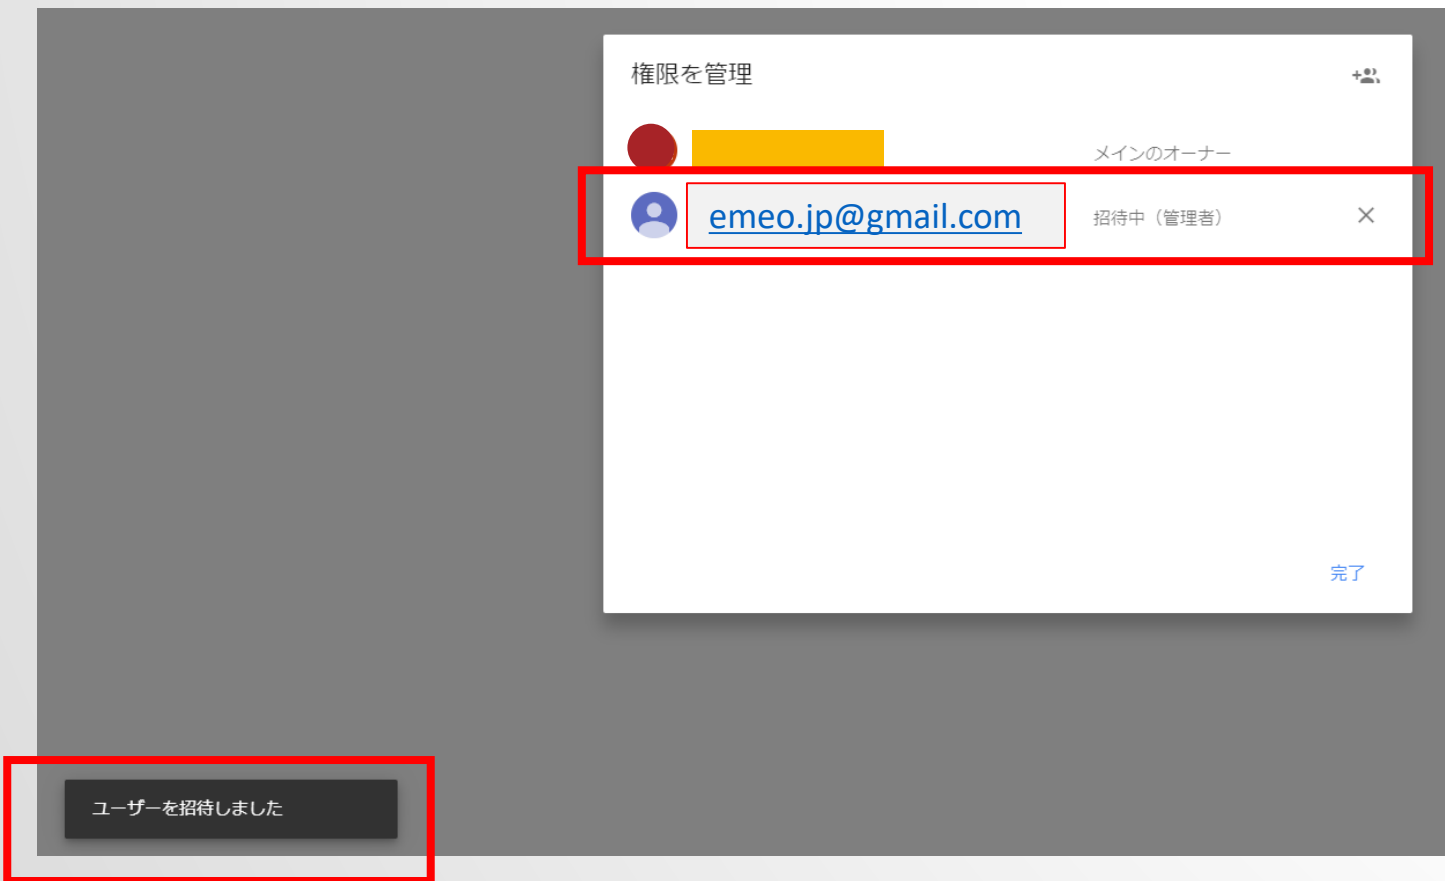 権限を管理
メインのオーナー
emeo.jp@gmail.com
招待中（管理者）
完了
ユーザーを招待しました